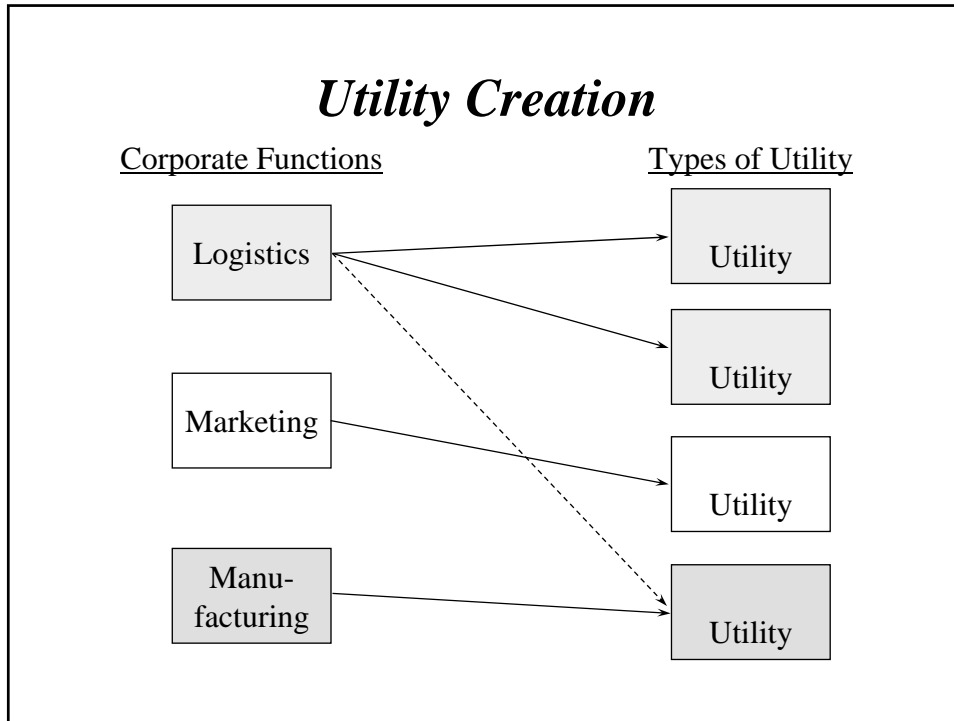 Utility Creation
Corporate Functions
Types of Utility
Logistics
Utility
Utility
Marketing
Utility
Manu-
facturing
Utility